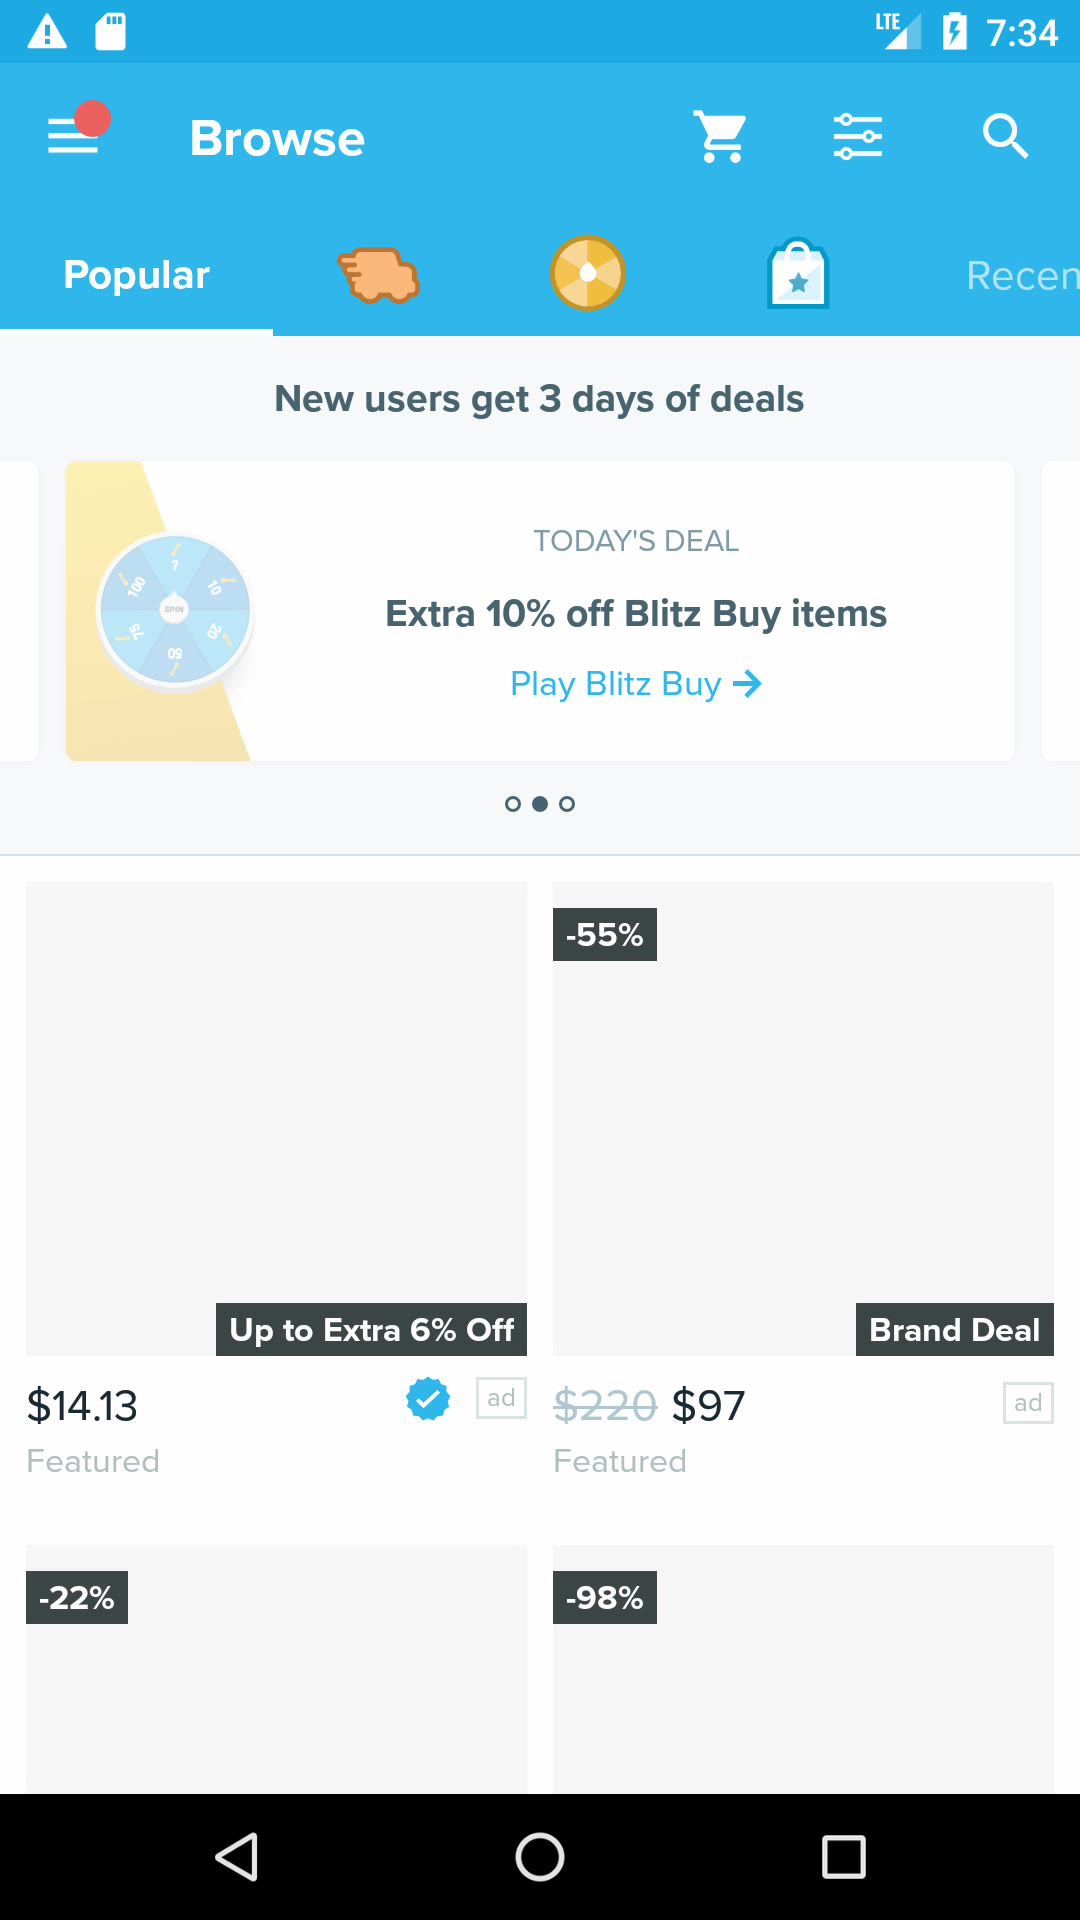 LTE 7:34
Browse
Popular
Recen
New users get 3 days of deals
TODAY'S DEAL
Extra 10% off Blitz Buy items
Play Blitz Buy
?
10
20
50
75
100
SPIN
-55%
Up to Extra 6% Off
Brand Deal
$14.13
ad
$220 $97
ad
Featured
Featured
-22%
-98%